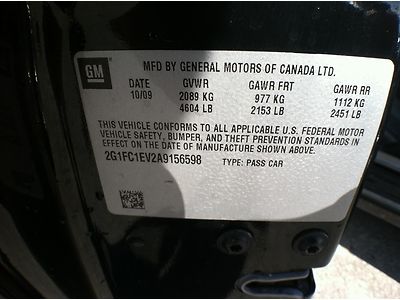 GM
MFD BY GENERAL MOTORS OF CANADA LTD.
DATE GVWR GAWR FRT GAWR RR
10/09 2089 KG 977 KG 1112 KG
4604 LB 2153 LB 2451 LB
THIS VEHICLE CONFORMS TO ALL APPLICABLE U.S. FEDERAL MOTOR
VEHICLE SAFETY, BUMPER, AND THEFT PREVENTION STANDARDS IN
EFFECT ON THE DATE OF MANUFACTURE SHOWN ABOVE.
2G1FC1EV2A9156598 TYPE: PASS CAR